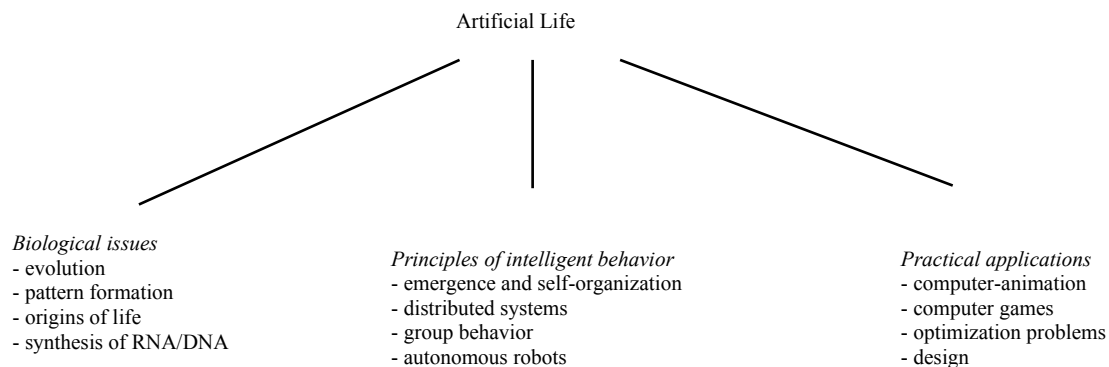 Artificial Life
Biological issues
- evolution
- pattern formation
- origins of life
- synthesis of RNA/DNA
Principles of intelligent behavior
- emergence and self-organization
- distributed systems
- group behavior
- autonomous robots
Practical applications
- computer-animation
- computer games
- optimization problems
- design